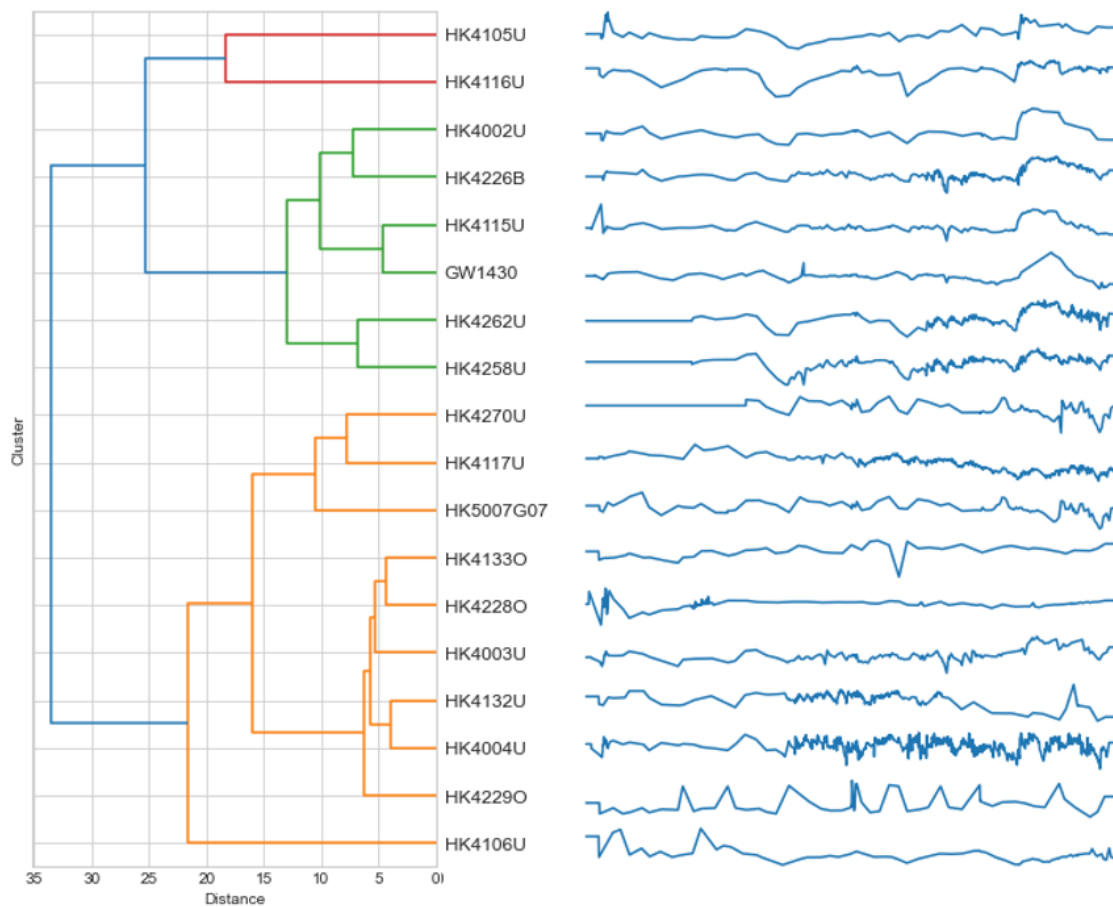 HK4105U
HK4116U
HK4002U
HK4226B
HK4115U
GW1430
HK4262U
HK4258U
HK4270U
HK4117U
HK5007G07
HK4133O
HK4228O
HK4003U
HK4132U
HK4004U
HK4229O
HK4106U
Cluster
35 30 25 20 15 10 5 0
Distance